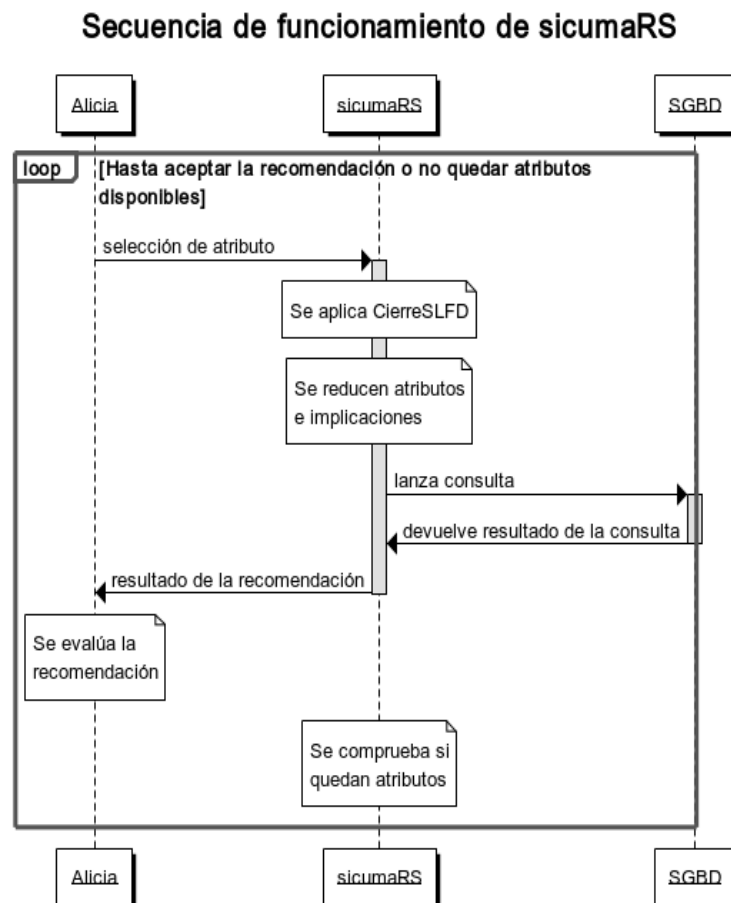 Secuencia de funcionamiento de sicumaRS
Alicia
sicumaRS
SGBD
loop
[Hasta aceptar la recomendación o no quedar atributos
disponibles]
selección de atributo
Se aplica CierreSLFD
Se reducen atributos
e implicaciones
lanza consulta
devuelve resultado de la consulta
resultado de la recomendación
Se evalúa la
recomendación
Se comprueba si
quedan atributos
Alicia
sicumaRS
SGBD